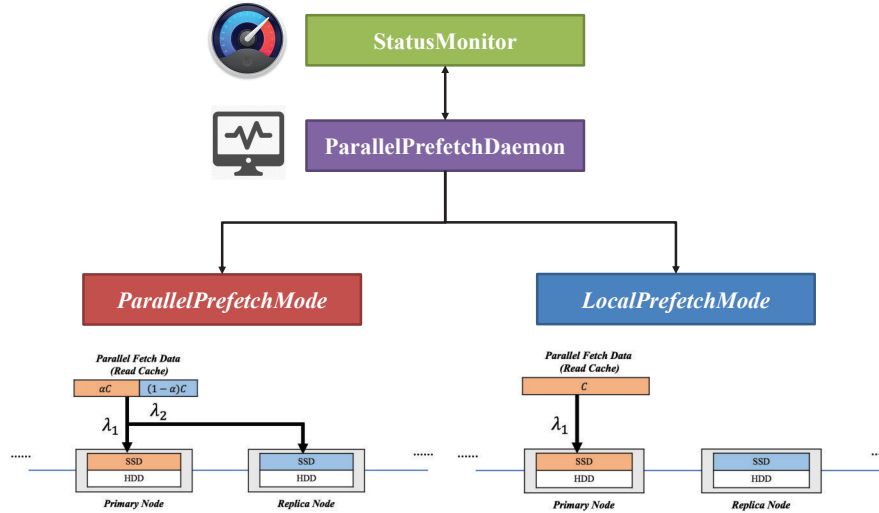 StatusMonitor
ParallelPrefetchDaemon
ParallelPrefetchMode
LocalPrefetchMode
Parallel Fetch Data
(Read Cache)
αC
(1 − α)C
λ1
λ2
......
SSD
HDD
Primary Node
SSD
HDD
Replica Node
......
Parallel Fetch Data
(Read Cache)
C
λ1
......
SSD
HDD
Primary Node
SSD
HDD
Replica Node
......